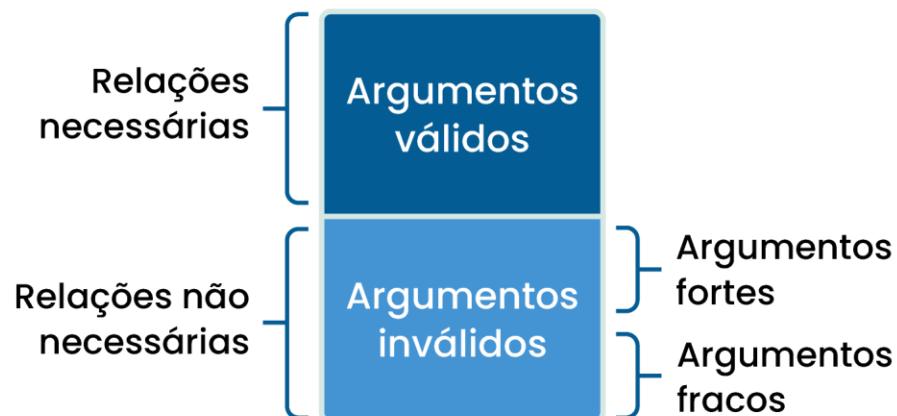 Relações
necessárias
Argumentos
válidos
Relações não
necessárias
Argumentos
inválidos
Argumentos
fortes
Argumentos
fracos